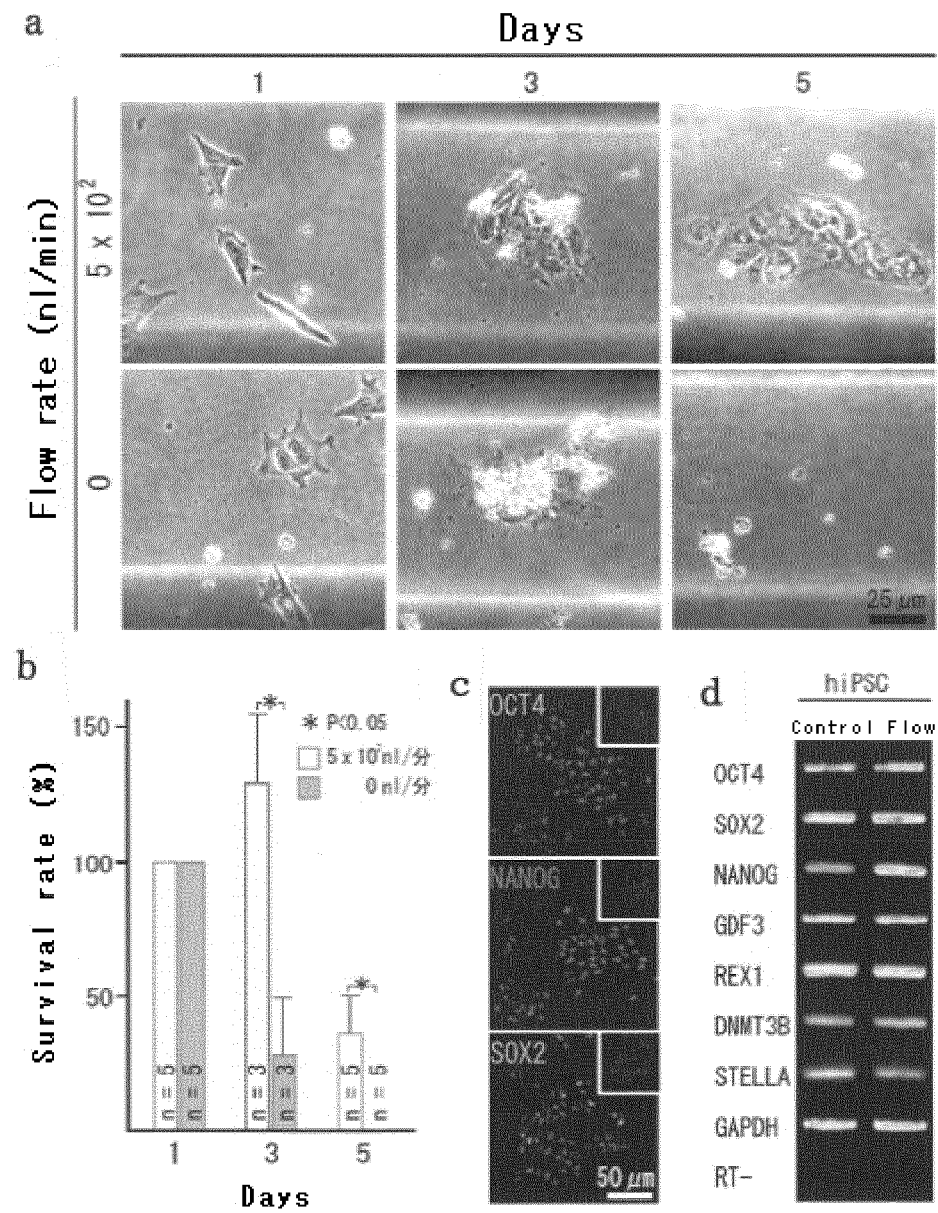 a
Days
1 3 5
Flow rate (nl/min)
5 x 10²
0
25 μm
b
Survival rate (%)
150
100
50
* P<0.05
5 x 10² nl/分
0 nl/分
*
*
n = 5
n = 5
n = 3
n = 3
n = 5
n = 5
1 3 5
Days
c
OCT4
NANOG
SOX2
50 μm
d
hiPSC
Control Flow
OCT4
SOX2
NANOG
GDF3
REX1
DNMT3B
STELLA
GAPDH
RT-